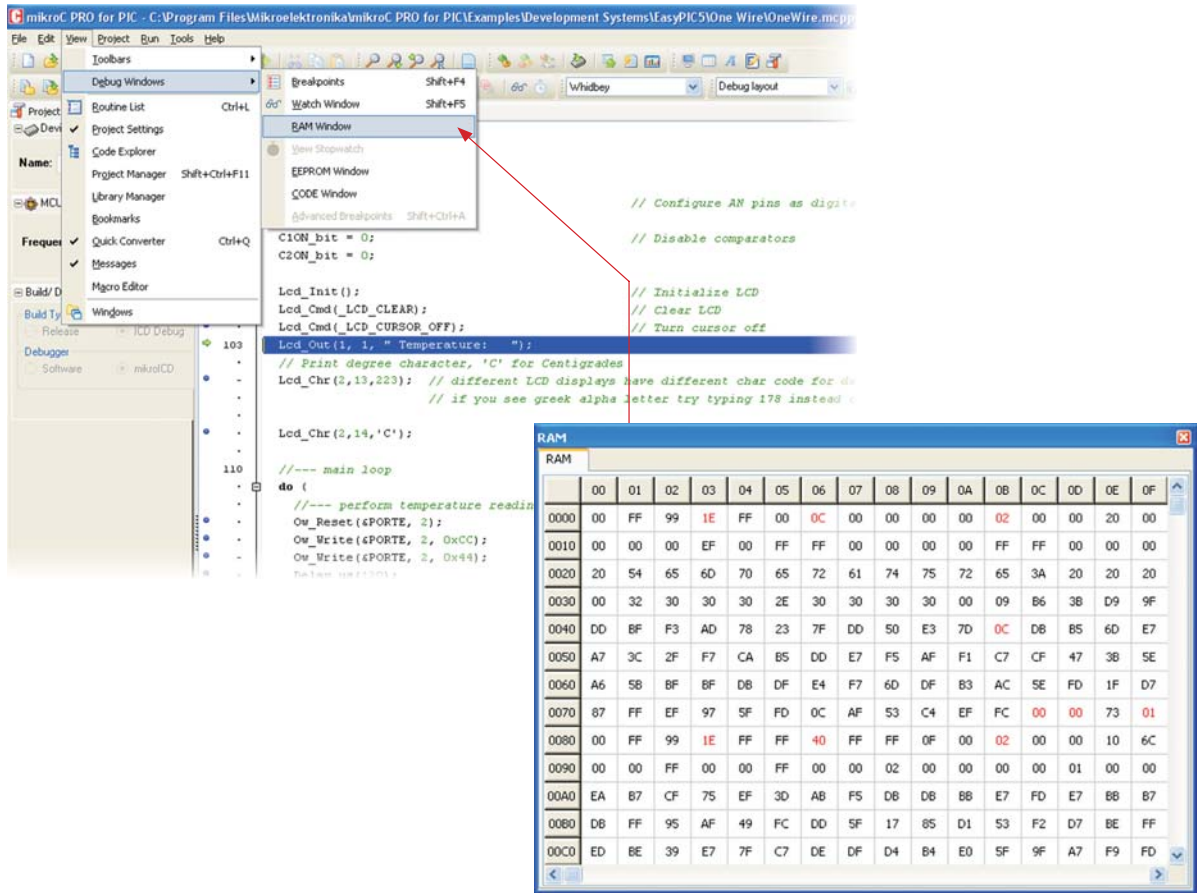 mikroC PRO for PIC - C:\Program Files\Mikroelektronika\mikroC PRO for PIC\Examples\Development Systems\EasyPIC5\One Wire\OneWire.mcpp
File Edit View Project Run Tools Help
Toolbars
Debug Windows
Routine List Ctrl+L
Project Settings
Code Explorer
Project Manager Shift+Ctrl+F11
Library Manager
Bookmarks
Quick Converter Ctrl+Q
Messages
Macro Editor
Windows
Breakpoints Shift+F4
Watch Window Shift+F5
RAM Window
View Stopwatch
EEPROM Window
CODE Window
Advanced Breakpoints Shift+Ctrl+A
Whidbey Debug layout
Project
Devi
Name:
MCU
Frequen
Build/ D
Build Ty
Release ICD Debug
Debugger
Software mikroICD
// Configure AN pins as digita
C1ON_bit = 0; // Disable comparators
C2ON_bit = 0;
Lcd_Init(); // Initialize LCD
Lcd_Cmd(_LCD_CLEAR); // Clear LCD
Lcd_Cmd(_LCD_CURSOR_OFF); // Turn cursor off
103 Lcd_Out(1, 1, " Temperature:   ");
// Print degree character, 'C' for Centigrades
Lcd_Chr(2,13,223); // different LCD displays have different char code for de
// if you see greek alpha letter try typing 178 instead
Lcd_Chr(2,14,'C');
110 //--- main loop
do {
//--- perform temperature readin
Ow_Reset(&PORTE, 2);
Ow_Write(&PORTE, 2, 0xCC);
Ow_Write(&PORTE, 2, 0x44);
Delay_us(120);
RAM
RAM
00 01 02 03 04 05 06 07 08 09 0A 0B 0C 0D 0E 0F
0000 00 FF 99 1E FF 00 0C 00 00 00 00 02 00 00 20 00
0010 00 00 00 EF 00 FF FF 00 00 00 00 FF FF 00 00 00
0020 20 54 65 6D 70 65 72 61 74 75 72 65 3A 20 20 20
0030 00 32 30 30 30 2E 30 30 30 30 00 09 B6 3B D9 9F
0040 DD BF F3 AD 78 23 7F DD 50 E3 7D 0C DB B5 6D E7
0050 A7 3C 2F F7 CA B5 DD E7 F5 AF F1 C7 CF 47 3B 5E
0060 A6 5B BF BF DB DF E4 F7 6D DF B3 AC 5E FD 1F D7
0070 87 FF EF 97 5F FD 0C AF 53 C4 EF FC 00 00 73 01
0080 00 FF 99 1E FF FF 40 FF FF 0F 00 02 00 00 10 6C
0090 00 00 FF 00 00 FF 00 00 02 00 00 00 00 01 00 00
00A0 EA B7 CF 75 EF 3D AB F5 DB DB BB E7 FD E7 BB B7
00B0 DB FF 95 AF 49 FC DD 5F 17 85 D1 53 F2 D7 BE FF
00C0 ED BE 39 E7 7F C7 DE DF D4 B4 E0 5F 9F A7 F9 FD